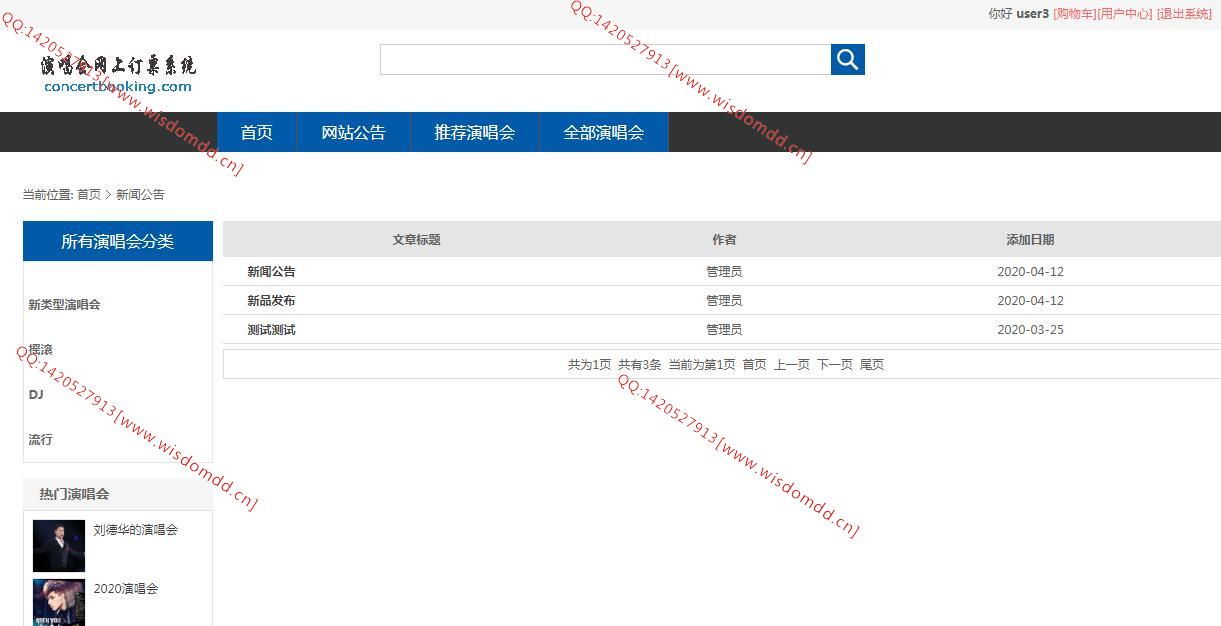 你好 user3 [购物车][用户中心] [退出系统]
演唱会网上订票系统
concertbooking.com
首页 网站公告 推荐演唱会 全部演唱会
当前位置: 首页 > 新闻公告
所有演唱会分类
新类型演唱会
摇滚
DJ
流行
文章标题 作者 添加日期
新闻公告 管理员 2020-04-12
新品发布 管理员 2020-04-12
测试测试 管理员 2020-03-25
共为1页 共有3条 当前为第1页 首页 上一页 下一页 尾页
热门演唱会
刘德华的演唱会
2020演唱会
QQ:1420527913[www.wisdomdd.cn]
QQ:1420527913[www.wisdomdd.cn]
QQ:1420527913[www.wisdomdd.cn]
QQ:1420527913[www.wisdomdd.cn]